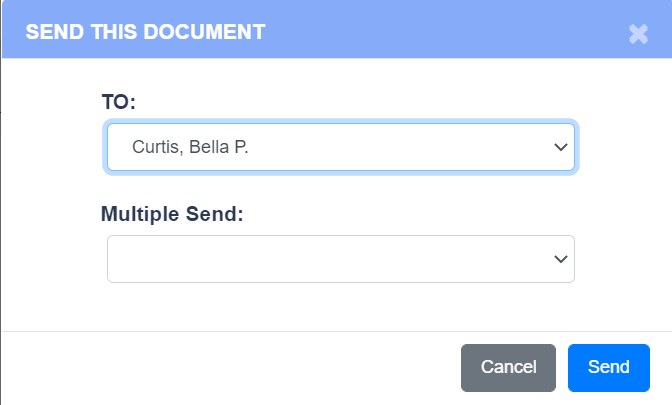 SEND THIS DOCUMENT
TO:
Curtis, Bella P.
Multiple Send:
Cancel Send